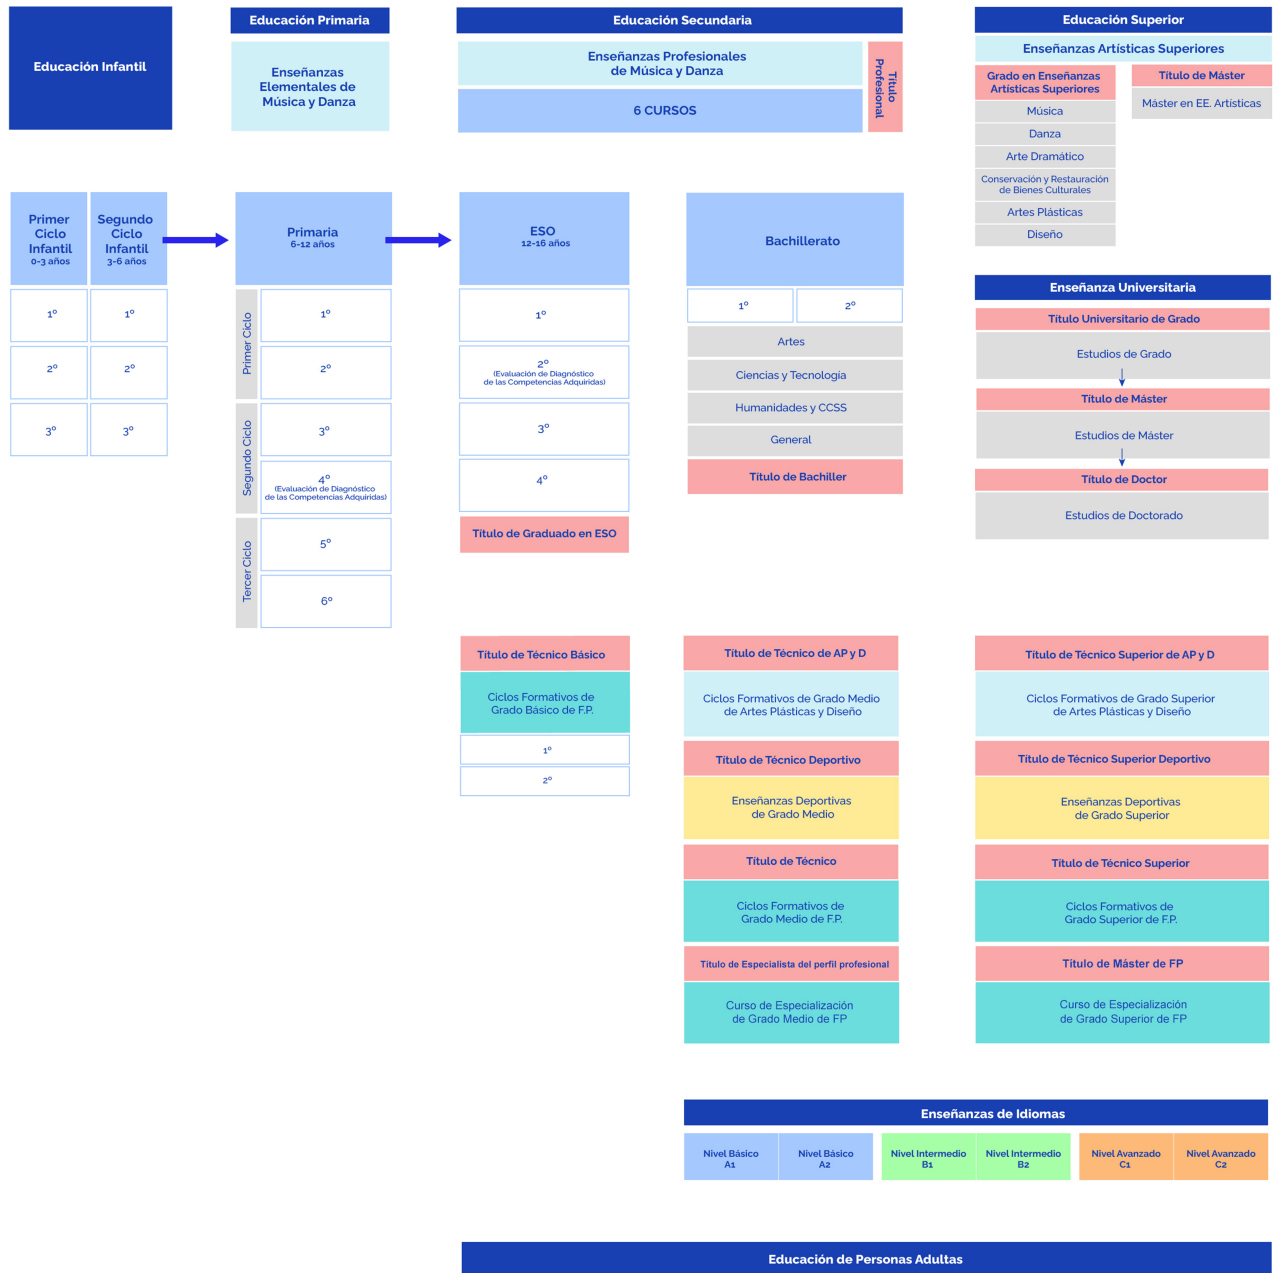 Educación Infantil
Educación Primaria
Enseñanzas
Elementales de
Música y Danza
Educación Secundaria
Enseñanzas Profesionales
de Música y Danza
6 CURSOS
Título
Profesional
Educación Superior
Enseñanzas Artísticas Superiores
Grado en Enseñanzas
Artísticas Superiores
Música
Danza
Arte Dramático
Conservación y Restauración
de Bienes Culturales
Artes Plásticas
Diseño
Título de Máster
Máster en EE. Artísticas
Primer
Ciclo
Infantil
0-3 años
1º
2º
3º
Segundo
Ciclo
Infantil
3-6 años
1º
2º
3º
Primaria
6-12 años
Primer Ciclo
1º
2º
Segundo Ciclo
3º
4º
(Evaluación de Diagnóstico
de las Competencias Adquiridas)
Tercer Ciclo
5º
6º
ESO
12-16 años
1º
2º
(Evaluación de Diagnóstico
de las Competencias Adquiridas)
3º
4º
Título de Graduado en ESO
Bachillerato
1º
2º
Artes
Ciencias y Tecnología
Humanidades y CCSS
General
Título de Bachiller
Enseñanza Universitaria
Título Universitario de Grado
Estudios de Grado
Título de Máster
Estudios de Máster
Título de Doctor
Estudios de Doctorado
Título de Técnico Básico
Ciclos Formativos de
Grado Básico de F.P.
1º
2º
Título de Técnico de AP y D
Ciclos Formativos de Grado Medio
de Artes Plásticas y Diseño
Título de Técnico Deportivo
Enseñanzas Deportivas
de Grado Medio
Título de Técnico
Ciclos Formativos de
Grado Medio de F.P.
Título de Especialista del perfil profesional
Curso de Especialización
de Grado Medio de FP
Título de Técnico Superior de AP y D
Ciclos Formativos de Grado Superior
de Artes Plásticas y Diseño
Título de Técnico Superior Deportivo
Enseñanzas Deportivas
de Grado Superior
Título de Técnico Superior
Ciclos Formativos de
Grado Superior de F.P.
Título de Máster de FP
Curso de Especialización
de Grado Superior de FP
Enseñanzas de Idiomas
Nivel Básico
A1
Nivel Básico
A2
Nivel Intermedio
B1
Nivel Intermedio
B2
Nivel Avanzado
C1
Nivel Avanzado
C2
Educación de Personas Adultas